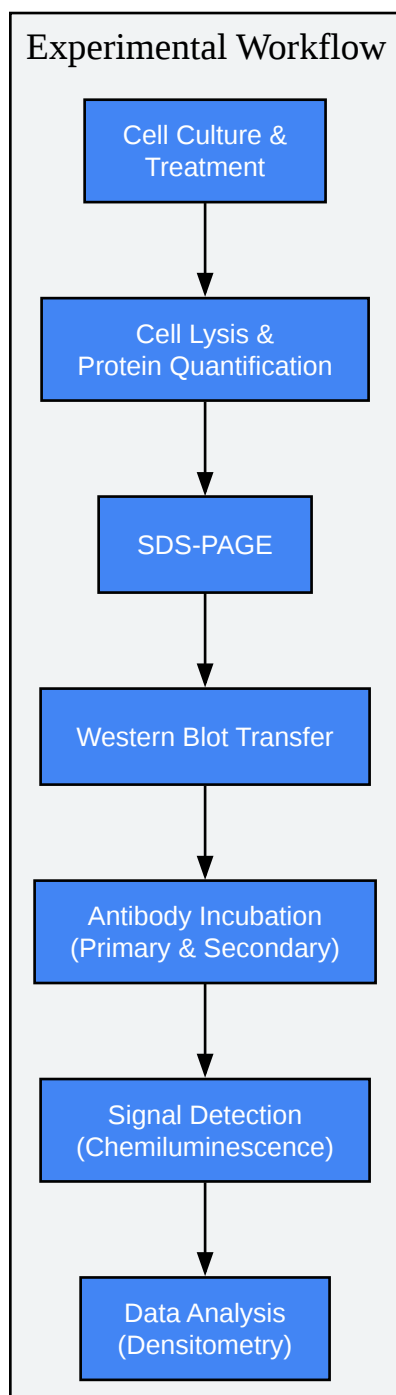 Experimental Workflow
Cell Culture &
Treatment
Cell Lysis &
Protein Quantification
SDS-PAGE
Western Blot Transfer
Antibody Incubation
(Primary & Secondary)
Signal Detection
(Chemiluminescence)
Data Analysis
(Densitometry)